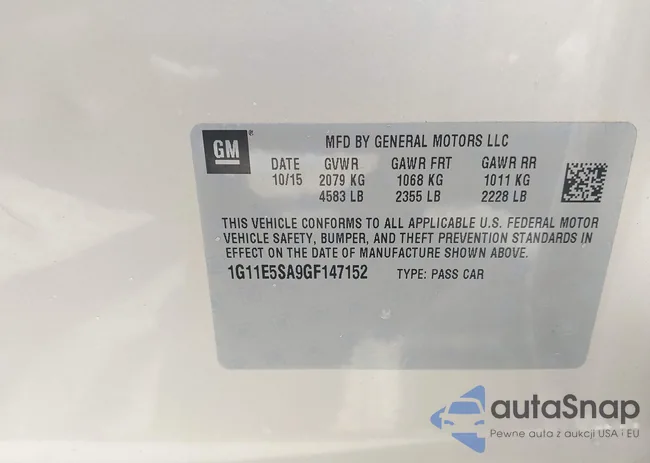 GM® MFD BY GENERAL MOTORS LLC
DATE GVWR GAWR FRT GAWR RR
10/15 2079 KG 1068 KG 1011 KG
4583 LB 2355 LB 2228 LB
THIS VEHICLE CONFORMS TO ALL APPLICABLE U.S. FEDERAL MOTOR
VEHICLE SAFETY, BUMPER, AND THEFT PREVENTION STANDARDS IN
EFFECT ON THE DATE OF MANUFACTURE SHOWN ABOVE.
1G11E5SA9GF147152 TYPE: PASS CAR
autoSnap
Pewne auta z aukcji USA i EU